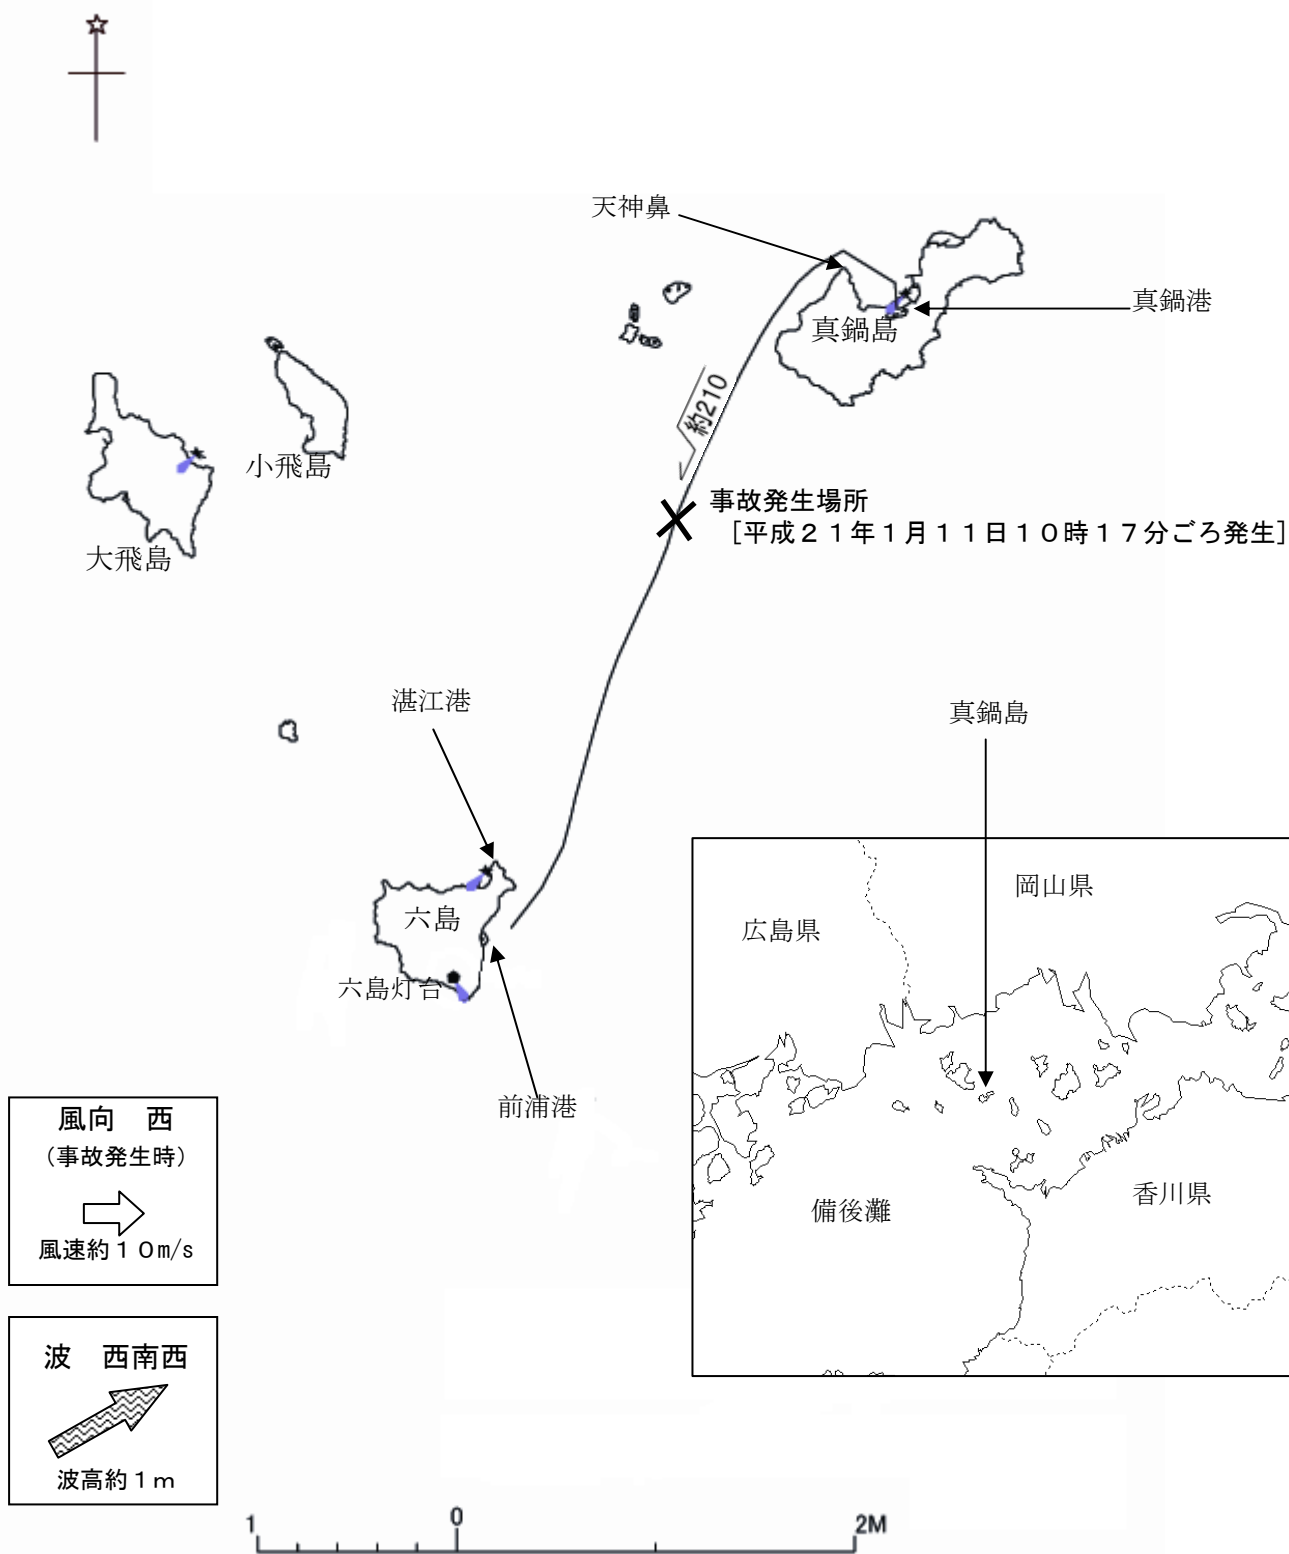 天神鼻
真鍋港
真鍋島
約210
小飛島
大飛島
事故発生場所
[平成２１年１月１１日１０時１７分ごろ発生]
湛江港
真鍋島
六島
六島灯台
前浦港
岡山県
広島県
備後灘
香川県
風向　西
（事故発生時）
風速約１０m/s
波　西南西
波高約１ｍ
1 0 2M